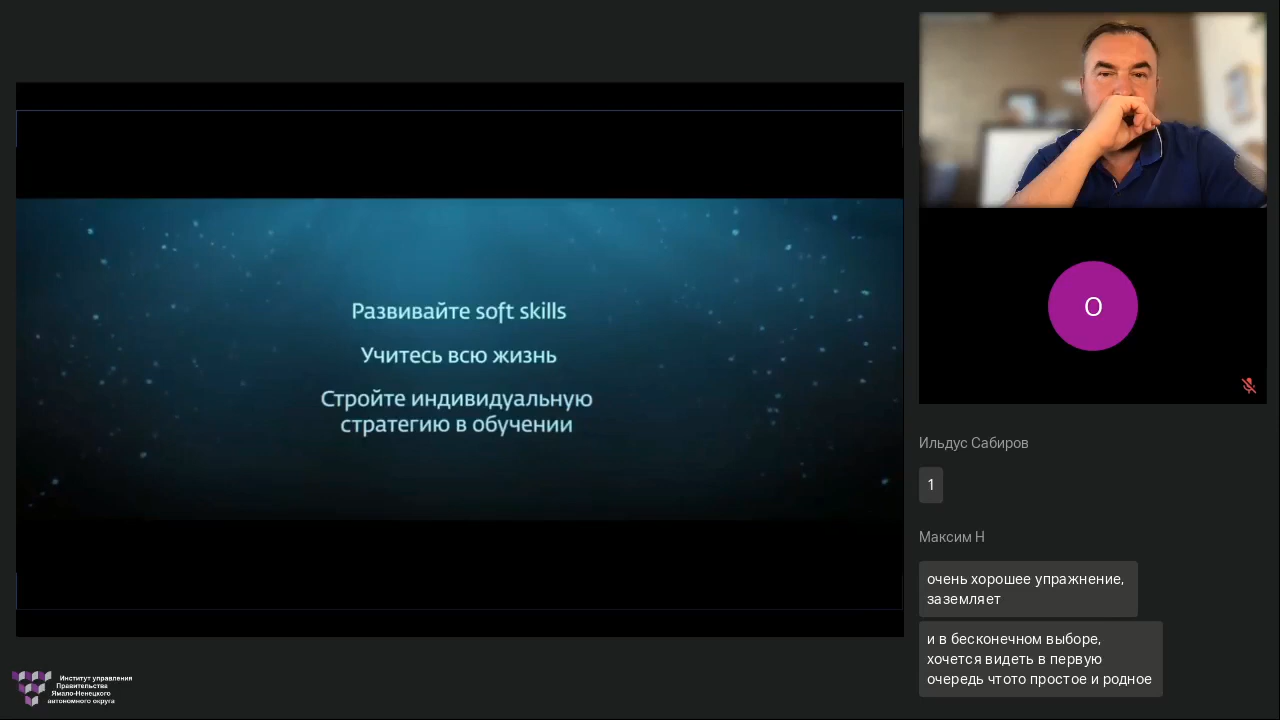 Развивайте soft skills
Учитесь всю жизнь
Стройте индивидуальную
стратегию в обучении
О
Ильдус Сабиров
1
Максим Н
очень хорошее упражнение,
заземляет
и в бесконечном выборе,
хочется видеть в первую
очередь чтото простое и родное
Институт управления
Правительства
Ямало-Ненецкого
автономного округа